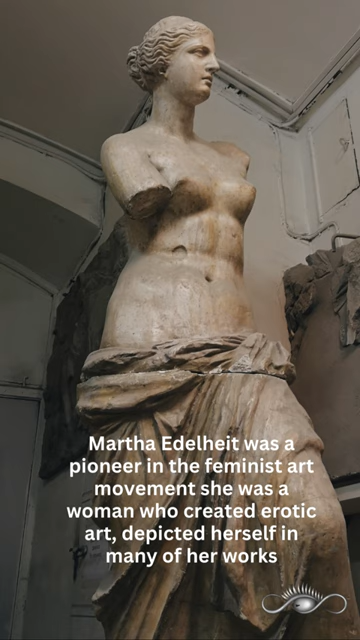 Martha Edelheit was a
pioneer in the feminist art
movement she was a
woman who created erotic
art, depicted herself in
many of her works